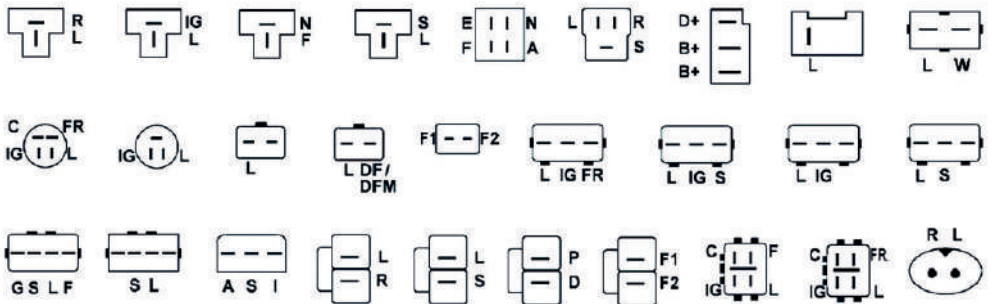 R
L
IG
L
N
F
S
L
E N
F A
L R
S
D+
B+
B+
L
L W
C FR
IG L
IG L
L
L DF/
DFM
F1 F2
L IG FR
L IG S
L IG
L S
G S L F
S L
A S I
L
R
L
S
P
D
F1
F2
C F
IG L
C FR
IG L
R L